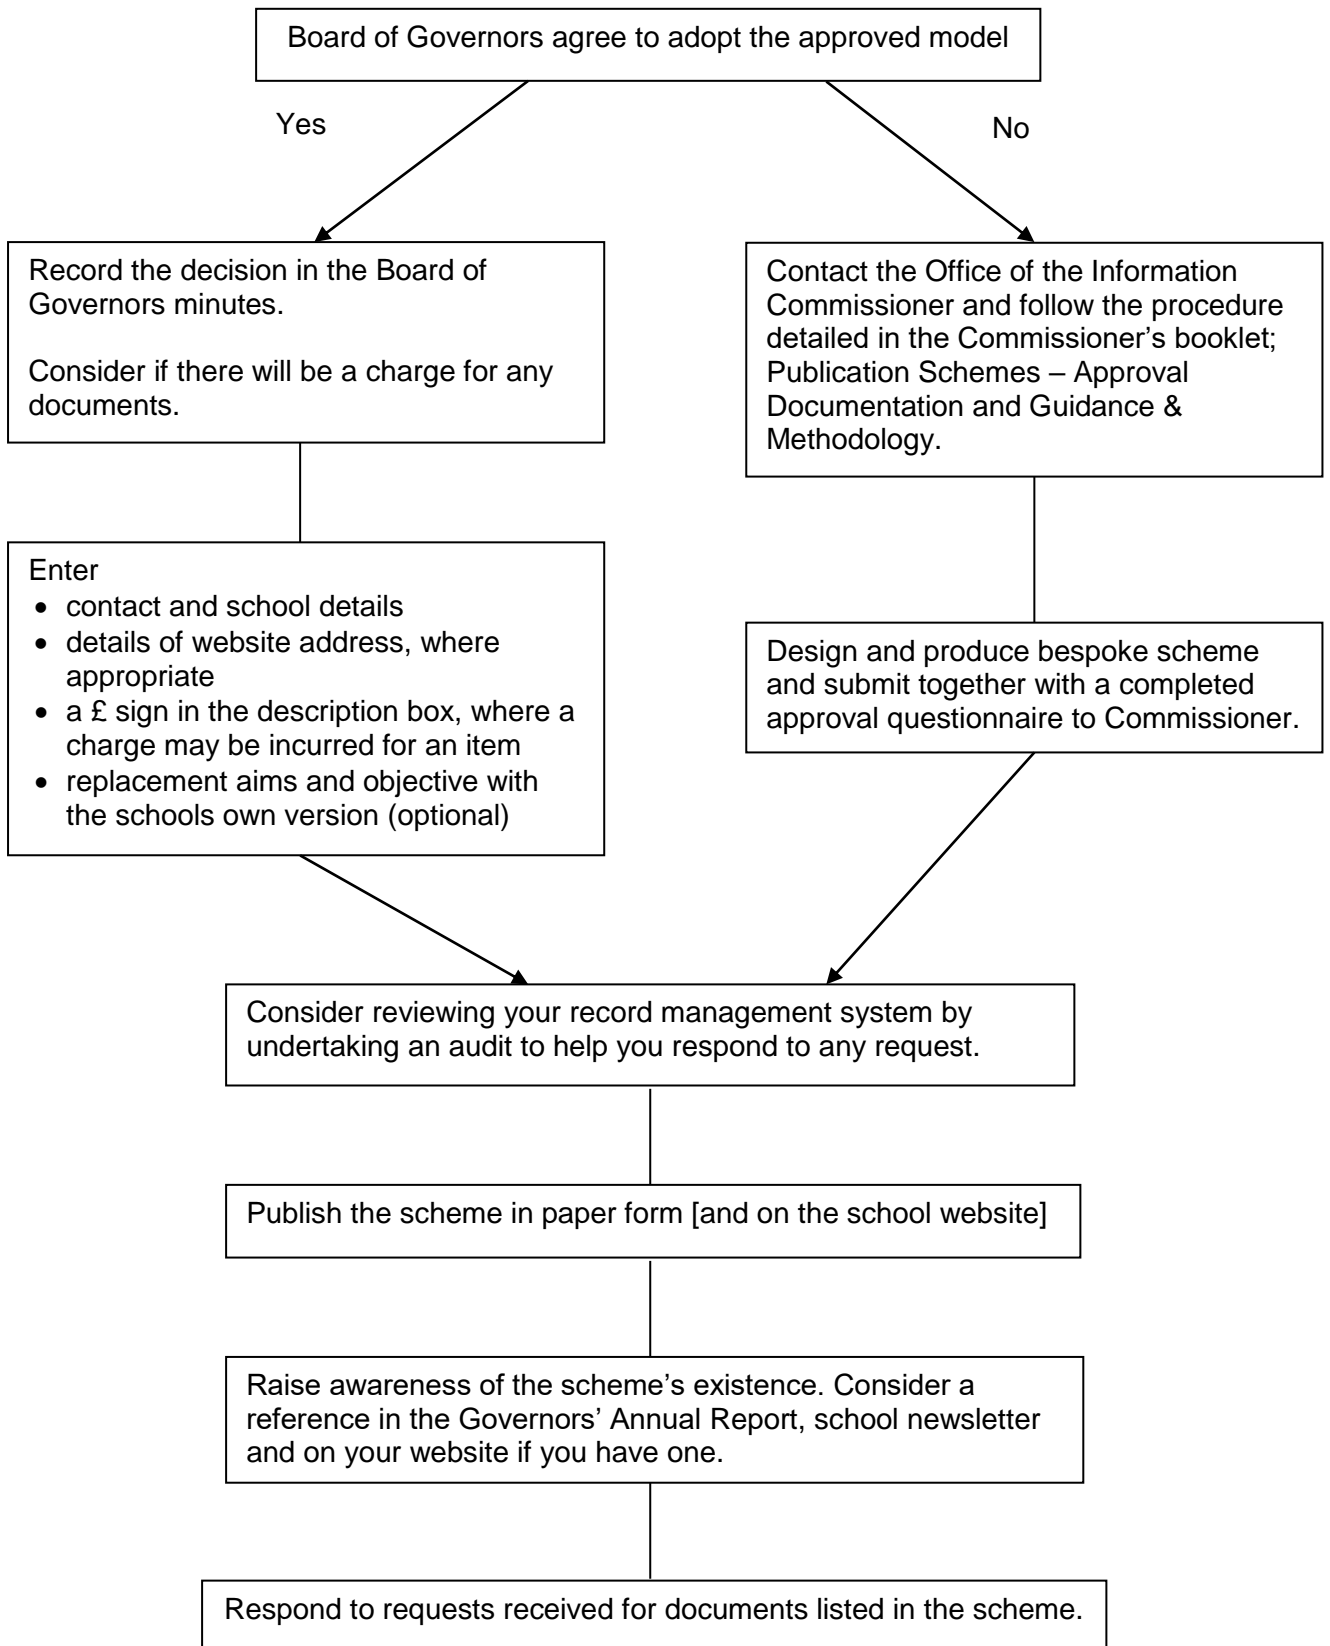 Board of Governors agree to adopt the approved model
Yes
No
Record the decision in the Board of
Governors minutes.
Consider if there will be a charge for any
documents.
Contact the Office of the Information
Commissioner and follow the procedure
detailed in the Commissioner’s booklet;
Publication Schemes – Approval
Documentation and Guidance &
Methodology.
Enter
• contact and school details
• details of website address, where
appropriate
• a £ sign in the description box, where a
charge may be incurred for an item
• replacement aims and objective with
the schools own version (optional)
Design and produce bespoke scheme
and submit together with a completed
approval questionnaire to Commissioner.
Consider reviewing your record management system by
undertaking an audit to help you respond to any request.
Publish the scheme in paper form [and on the school website]
Raise awareness of the scheme’s existence. Consider a
reference in the Governors’ Annual Report, school newsletter
and on your website if you have one.
Respond to requests received for documents listed in the scheme.